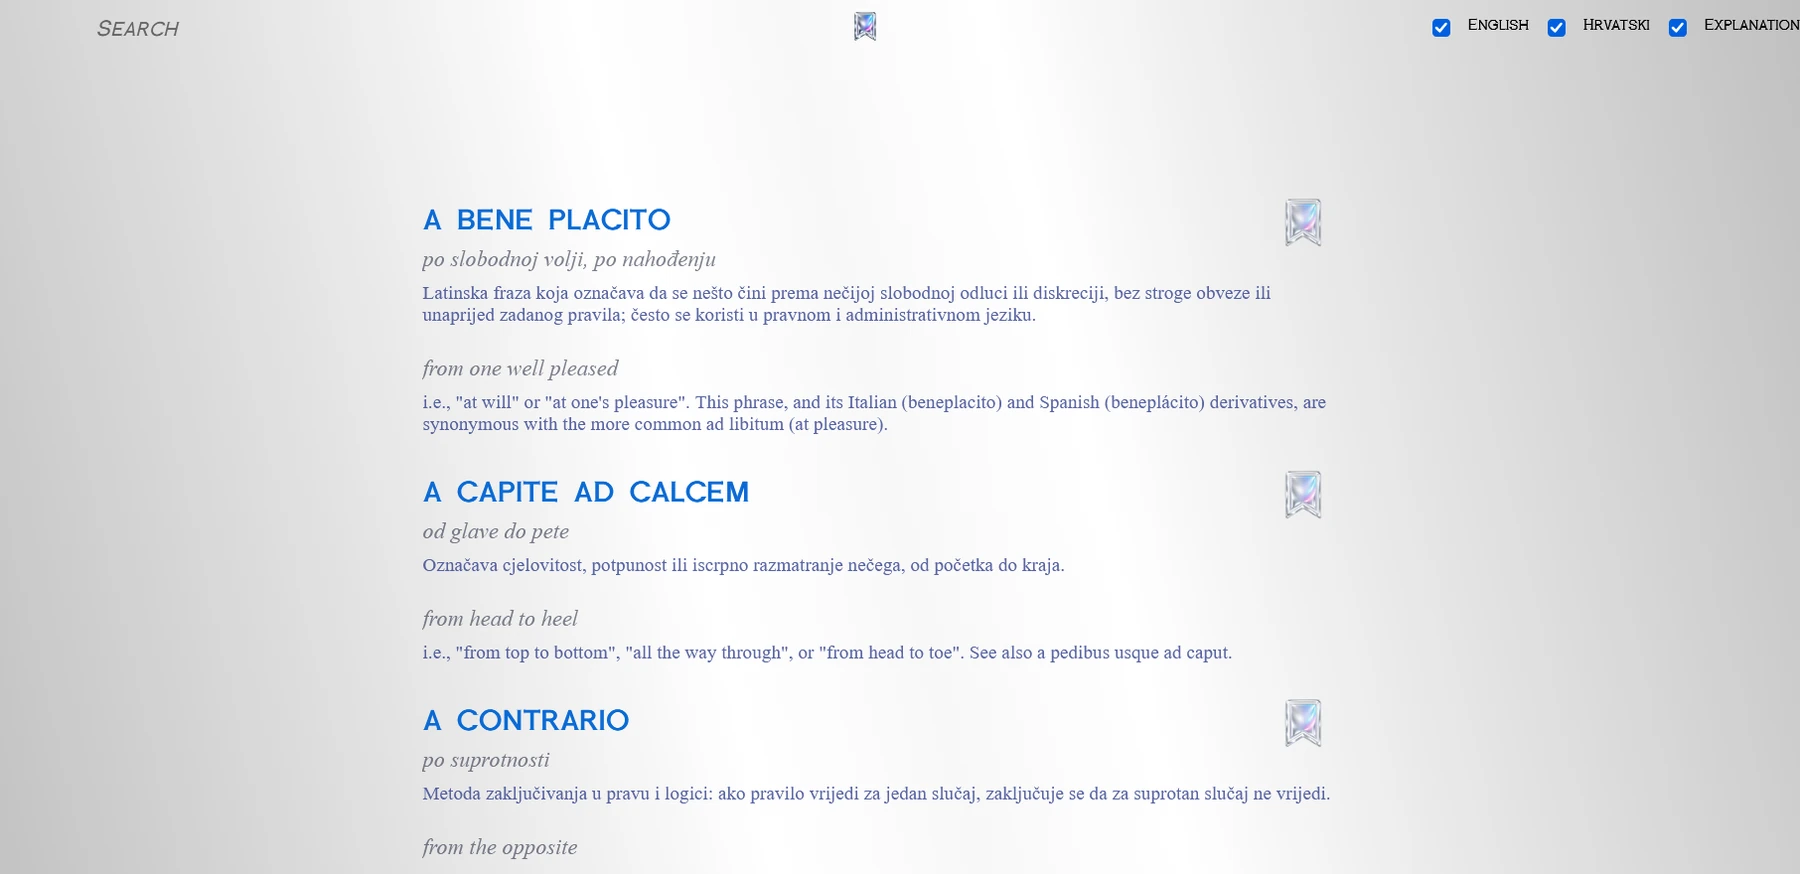 SEARCH
ENGLISH HRVATSKI EXPLANATION
A BENE PLACITO
po slobodnoj volji, po nahođenju
Latinska fraza koja označava da se nešto čini prema nečijoj slobodnoj odluci ili diskreciji, bez stroge obveze ili
unaprijed zadanog pravila; često se koristi u pravnom i administrativnom jeziku.
from one well pleased
i.e., "at will" or "at one's pleasure". This phrase, and its Italian (beneplacito) and Spanish (beneplácito) derivatives, are
synonymous with the more common ad libitum (at pleasure).
A CAPITE AD CALCEM
od glave do pete
Označava cjelovitost, potpunost ili iscrpno razmatranje nečega, od početka do kraja.
from head to heel
i.e., "from top to bottom", "all the way through", or "from head to toe". See also a pedibus usque ad caput.
A CONTRARIO
po suprotnosti
Metoda zaključivanja u pravu i logici: ako pravilo vrijedi za jedan slučaj, zaključuje se da za suprotan slučaj ne vrijedi.
from the opposite